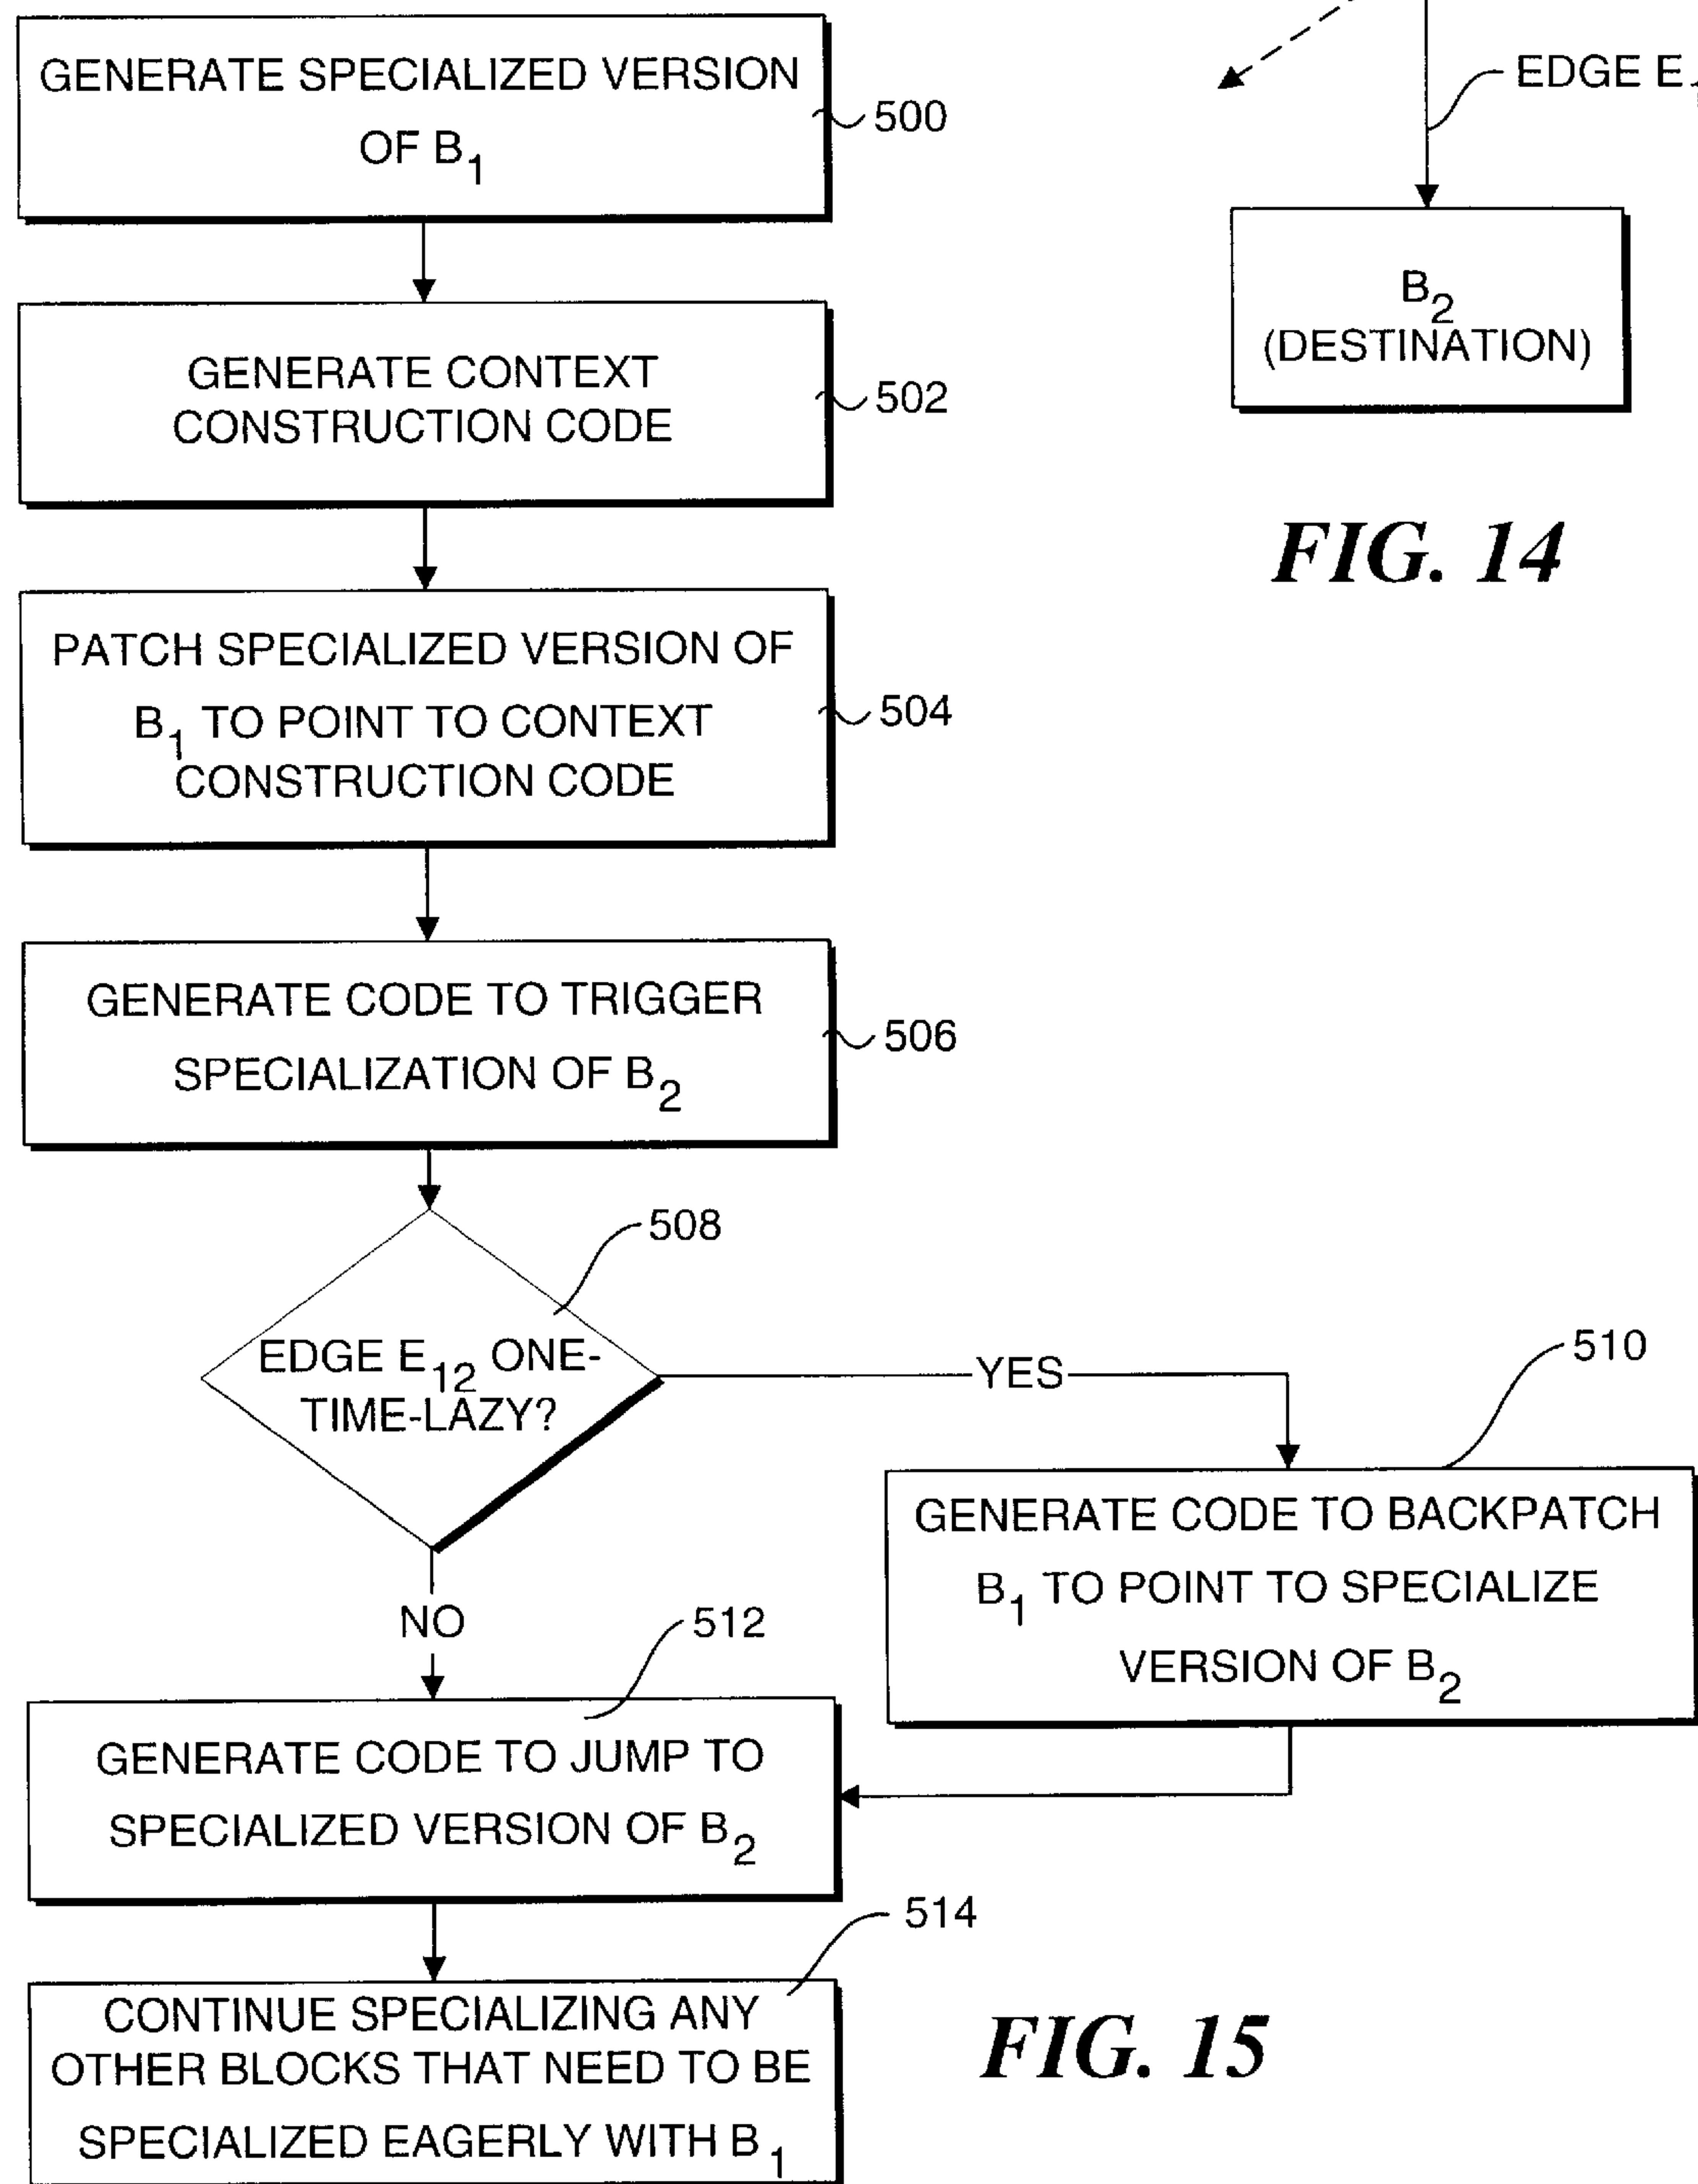 GENERATE SPECIALIZED VERSION
OF B1
500
GENERATE CONTEXT
CONSTRUCTION CODE
502
PATCH SPECIALIZED VERSION OF
B1 TO POINT TO CONTEXT
CONSTRUCTION CODE
504
GENERATE CODE TO TRIGGER
SPECIALIZATION OF B2
506
508
EDGE E12 ONE-
TIME-LAZY?
YES
NO
510
GENERATE CODE TO BACKPATCH
B1 TO POINT TO SPECIALIZE
VERSION OF B2
512
GENERATE CODE TO JUMP TO
SPECIALIZED VERSION OF B2
514
CONTINUE SPECIALIZING ANY
OTHER BLOCKS THAT NEED TO BE
SPECIALIZED EAGERLY WITH B1
FIG. 15
EDGE E1
B2
(DESTINATION)
FIG. 14